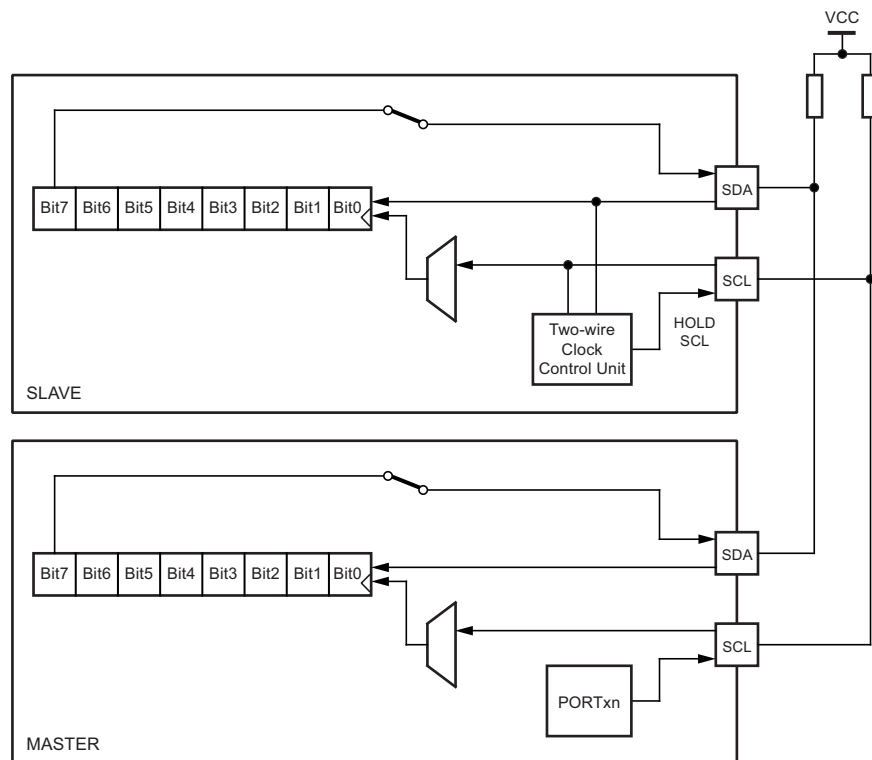 VCC
SDA
Bit7 Bit6 Bit5 Bit4 Bit3 Bit2 Bit1 Bit0
SCL
Two-wire
Clock
Control Unit
HOLD
SCL
SLAVE
SDA
Bit7 Bit6 Bit5 Bit4 Bit3 Bit2 Bit1 Bit0
SCL
PORTxn
MASTER